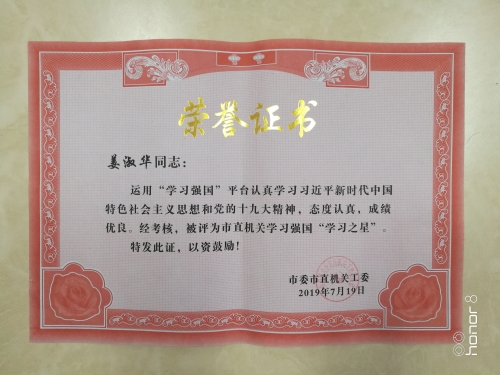 荣誉证书
姜淑华同志：
运用“学习强国”平台认真学习习近平新时代中国
特色社会主义思想和党的十九大精神，态度认真，成绩
优良。经考核，被评为市直机关学习强国“学习之星”。
特发此证，以资鼓励！
市委市直机关工委
2019年7月19日
honor 8